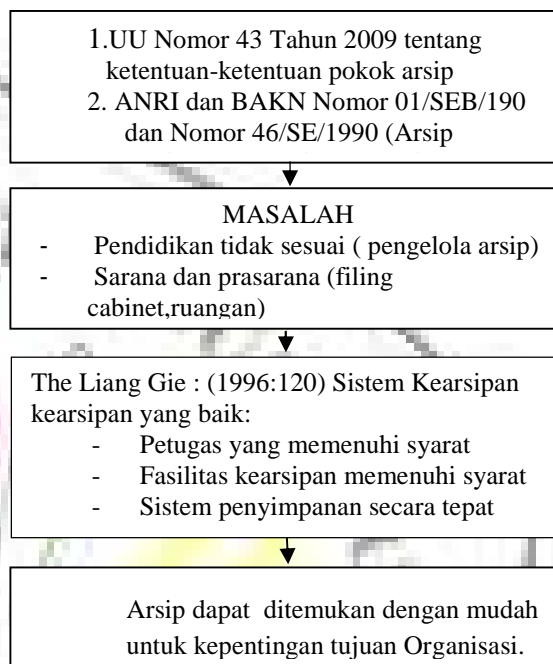 1.UU Nomor 43 Tahun 2009 tentang
ketentuan-ketentuan pokok arsip
2. ANRI dan BAKN Nomor 01/SEB/190
dan Nomor 46/SE/1990 (Arsip
MASALAH
- Pendidikan tidak sesuai ( pengelola arsip)
- Sarana dan prasarana (filing
cabinet,ruangan)
The Liang Gie : (1996:120) Sistem Kearsipan
kearsipan yang baik:
- Petugas yang memenuhi syarat
- Fasilitas kearsipan memenuhi syarat
- Sistem penyimpanan secara tepat
Arsip dapat ditemukan dengan mudah
untuk kepentingan tujuan Organisasi.